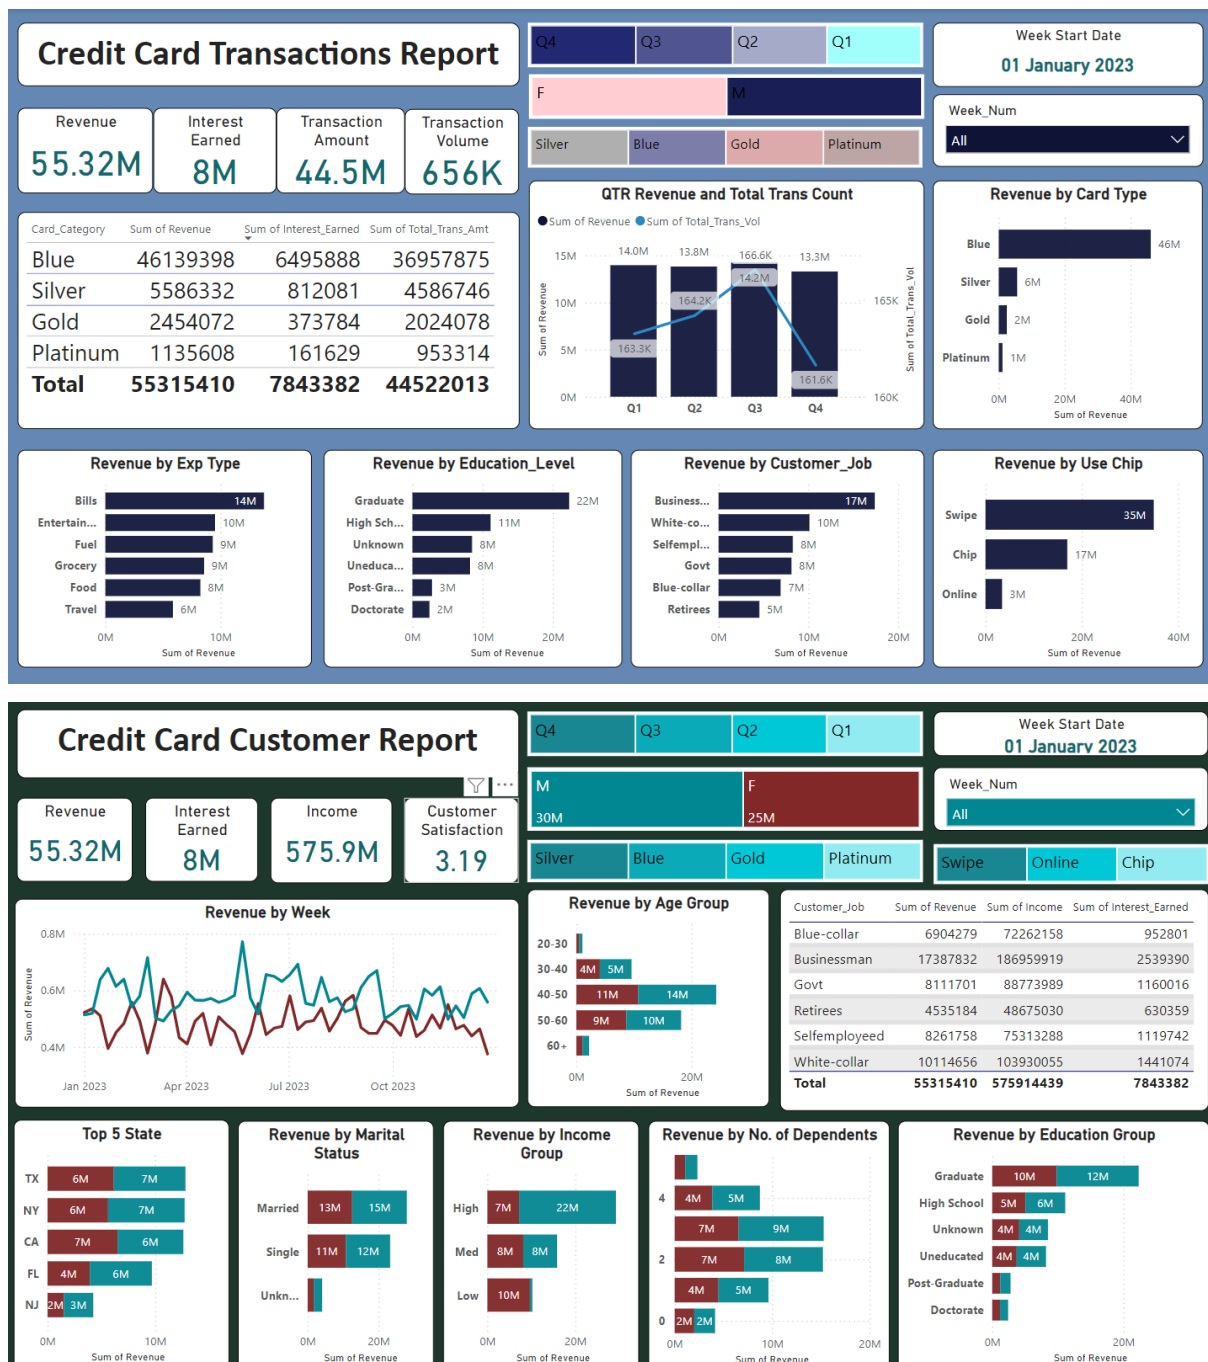 Credit Card Transactions Report
Q4 Q3 Q2 Q1
Week Start Date
01 January 2023
F M
Week_Num
All
Revenue
55.32M
Interest
Earned
8M
Transaction
Amount
44.5M
Transaction
Volume
656K
Silver Blue Gold Platinum
Card_Category Sum of Revenue Sum of Interest_Earned Sum of Total_Trans_Amt
Blue 46139398 6495888 36957875
Silver 5586332 812081 4586746
Gold 2454072 373784 2024078
Platinum 1135608 161629 953314
Total 55315410 7843382 44522013
QTR Revenue and Total Trans Count
Sum of Revenue Sum of Total_Trans_Vol
14.0M 13.8M 166.6K 13.3M
15M
14.2M
10M 164.2K 165K
5M 163.3K
161.6K
0M 160K
Q1 Q2 Q3 Q4
Sum of Revenue
Sum of Total_Trans_Vol
Revenue by Card Type
Blue 46M
Silver 6M
Gold 2M
Platinum 1M
0M 20M 40M
Sum of Revenue
Revenue by Exp Type
Bills 14M
Entertain... 10M
Fuel 9M
Grocery 9M
Food 8M
Travel 6M
0M 10M
Sum of Revenue
Revenue by Education_Level
Graduate 22M
High Sch... 11M
Unknown 8M
Uneduca... 8M
Post-Gra... 3M
Doctorate 2M
0M 10M 20M
Sum of Revenue
Revenue by Customer_Job
Business... 17M
White-co... 10M
Selfempl... 8M
Govt 8M
Blue-collar 7M
Retirees 5M
0M 10M 20M
Sum of Revenue
Revenue by Use Chip
Swipe 35M
Chip 17M
Online 3M
0M 20M 40M
Sum of Revenue
Credit Card Customer Report
Q4 Q3 Q2 Q1
Week Start Date
01 January 2023
M F
30M 25M
Week_Num
All
Revenue
55.32M
Interest
Earned
8M
Income
575.9M
Customer
Satisfaction
3.19
Silver Blue Gold Platinum
Swipe Online Chip
Revenue by Week
0.8M
0.6M
0.4M
Sum of Revenue
Jan 2023 Apr 2023 Jul 2023 Oct 2023
Revenue by Age Group
20-30
30-40 4M 5M
40-50 11M 14M
50-60 9M 10M
60+
0M 20M
Sum of Revenue
Customer_Job Sum of Revenue Sum of Income Sum of Interest_Earned
Blue-collar 6904279 72262158 952801
Businessman 17387832 186959919 2539390
Govt 8111701 88773989 1160016
Retirees 4535184 48675030 630359
Selfemployeed 8261758 75313288 1119742
White-collar 10114656 103930055 1441074
Total 55315410 575914439 7843382
Top 5 State
TX 6M 7M
NY 6M 7M
CA 7M 6M
FL 4M 6M
NJ 2M 3M
0M 10M
Sum of Revenue
Revenue by Marital
Status
Married 13M 15M
Single 11M 12M
Unkn...
0M 20M
Sum of Revenue
Revenue by Income
Group
High 7M 22M
Med 8M 8M
Low 10M
0M 20M
Sum of Revenue
Revenue by No. of Dependents
4 4M 5M
7M 9M
2 7M 8M
4M 5M
0 2M 2M
0M 10M 20M
Sum of Revenue
Revenue by Education Group
Graduate 10M 12M
High School 5M 6M
Unknown 4M 4M
Uneducated 4M 4M
Post-Graduate
Doctorate
0M 20M
Sum of Revenue